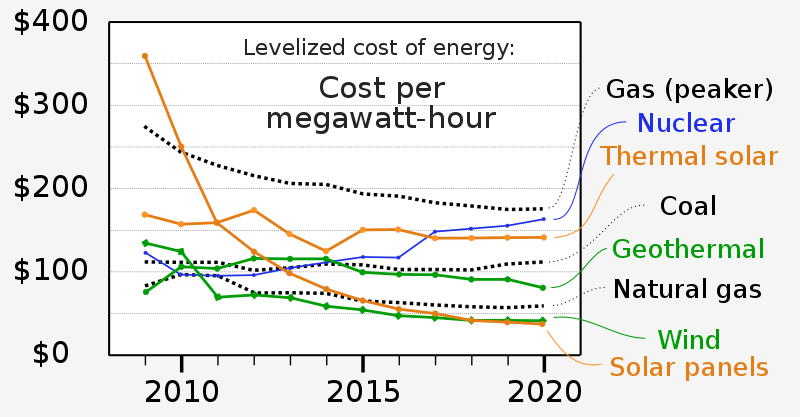 $400
$300
$200
$100
$0
Levelized cost of energy:
Cost per
megawatt-hour
Gas (peaker)
Nuclear
Thermal solar
Coal
Geothermal
Natural gas
Wind
Solar panels
2010
2015
2020